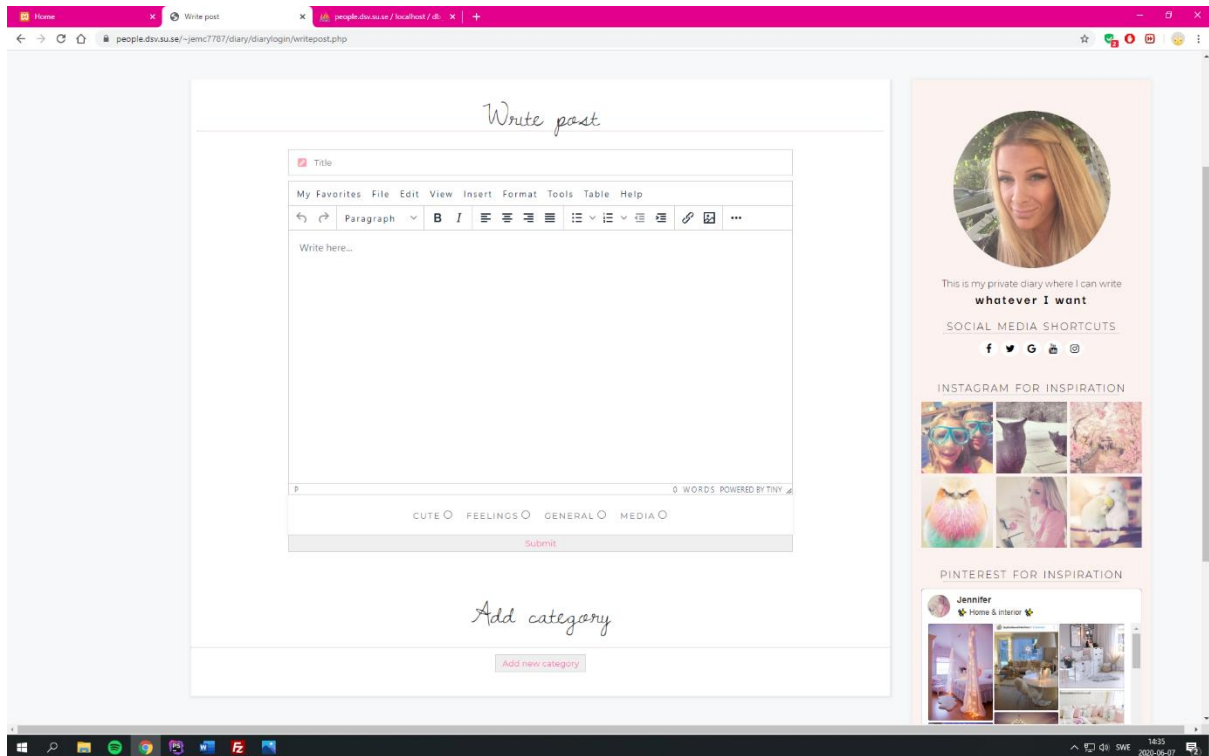 Home
Write post
people.dsv.su.se / localhost / db
people.dsv.su.se/~jemc7787/diary/diarylogin/writepost.php
Write post
Title
My Favorites File Edit View Insert Format Tools Table Help
Paragraph B I
Write here...
P 0 WORDS POWERED BY TINY
CUTE FEELINGS GENERAL MEDIA
Submit
Add category
Add new category
This is my private diary where I can write
whatever I want
SOCIAL MEDIA SHORTCUTS
INSTAGRAM FOR INSPIRATION
PINTEREST FOR INSPIRATION
Jennifer
Home & interior
SWE
14:35
2020-06-07